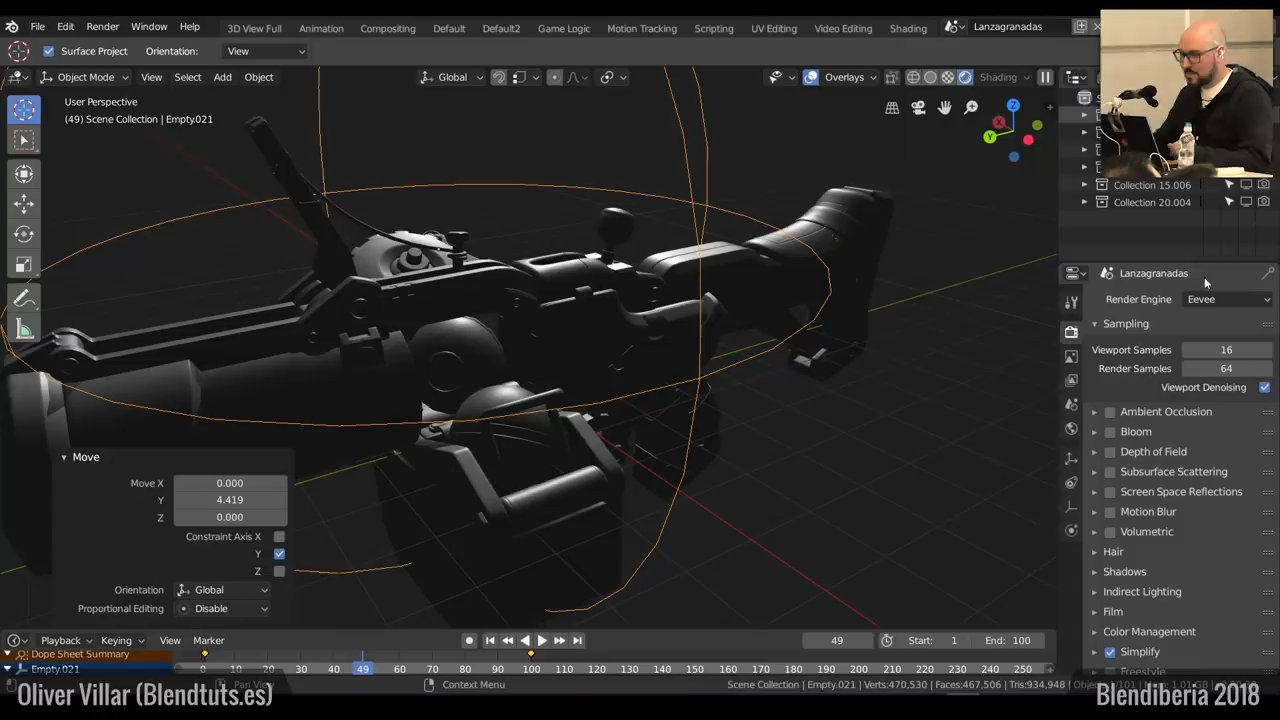 File Edit Render Window Help
3D View Full Animation Compositing Default Default2 Game Logic Motion Tracking Scripting UV Editing Video Editing Shading
Lanzagranadas
Surface Project Orientation: View
Object Mode View Select Add Object Global Overlays Shading
User Perspective
(49) Scene Collection | Empty.021
Z
X
Y
Collection 15.006
Collection 20.004
Lanzagranadas
Render Engine Eevee
Sampling
Viewport Samples 16
Render Samples 64
Viewport Denoising
Ambient Occlusion
Bloom
Depth of Field
Subsurface Scattering
Screen Space Reflections
Motion Blur
Volumetric
Hair
Shadows
Indirect Lighting
Film
Color Management
Simplify
Freestyle
Move
Move X 0.000
Y 4.419
Z 0.000
Constraint Axis X
Y
Z
Orientation Global
Proportional Editing Disable
Playback Keying View Marker 49 Start: 1 End: 100
Dope Sheet Summary
Empty.021
10 20 30 40 49 60 70 80 90 100 110 120 130 140 150 160 170 180 190 200 210 220 230 240 250
Pan View Context Menu
Scene Collection | Empty.021 | Verts:470,530 | Faces:467,506 | Tris:934,948 |
Oliver Villar (Blendtuts.es)
Blendiberia 2018